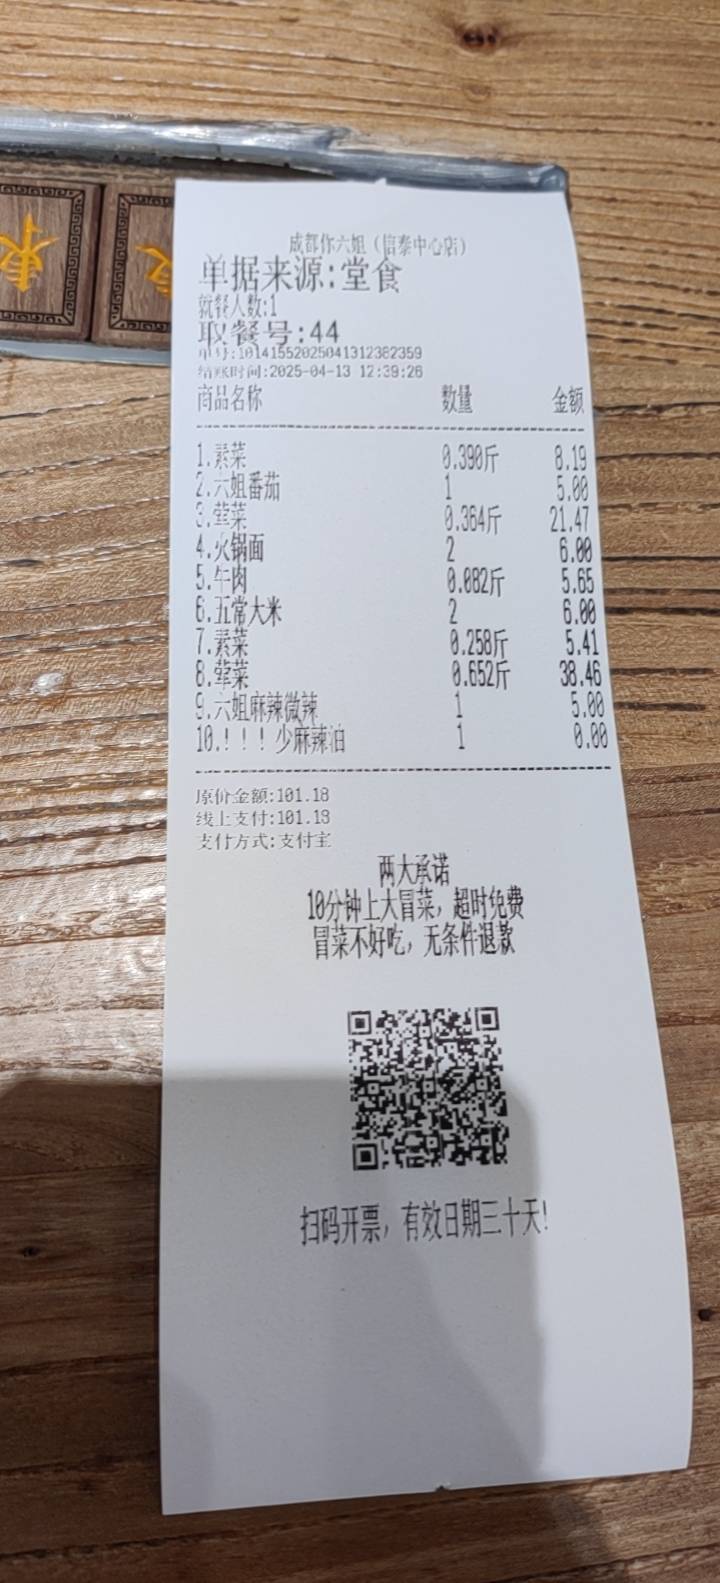 成都你六姐（信泰中心店）
单据来源:堂食
就餐人数:1
取餐号:44
单号:10141552025041312382359
结账时间:2025-04-13 12:39:26
商品名称 数量 金额
1.素菜 0.390斤 8.19
2.六姐番茄 1 5.00
3.荤菜 0.364斤 21.47
4.火锅面 2 6.00
5.牛肉 0.082斤 5.65
6.五常大米 2 6.00
7.素菜 0.258斤 5.41
8.荤菜 0.652斤 38.46
9.六姐麻辣微辣 1 5.00
10.！！！少麻辣油 1 0.00
原价金额:101.18
线上支付:101.18
支付方式:支付宝
两大承诺
10分钟上大冒菜，超时免费
冒菜不好吃，无条件退款
扫码开票，有效日期三十天!